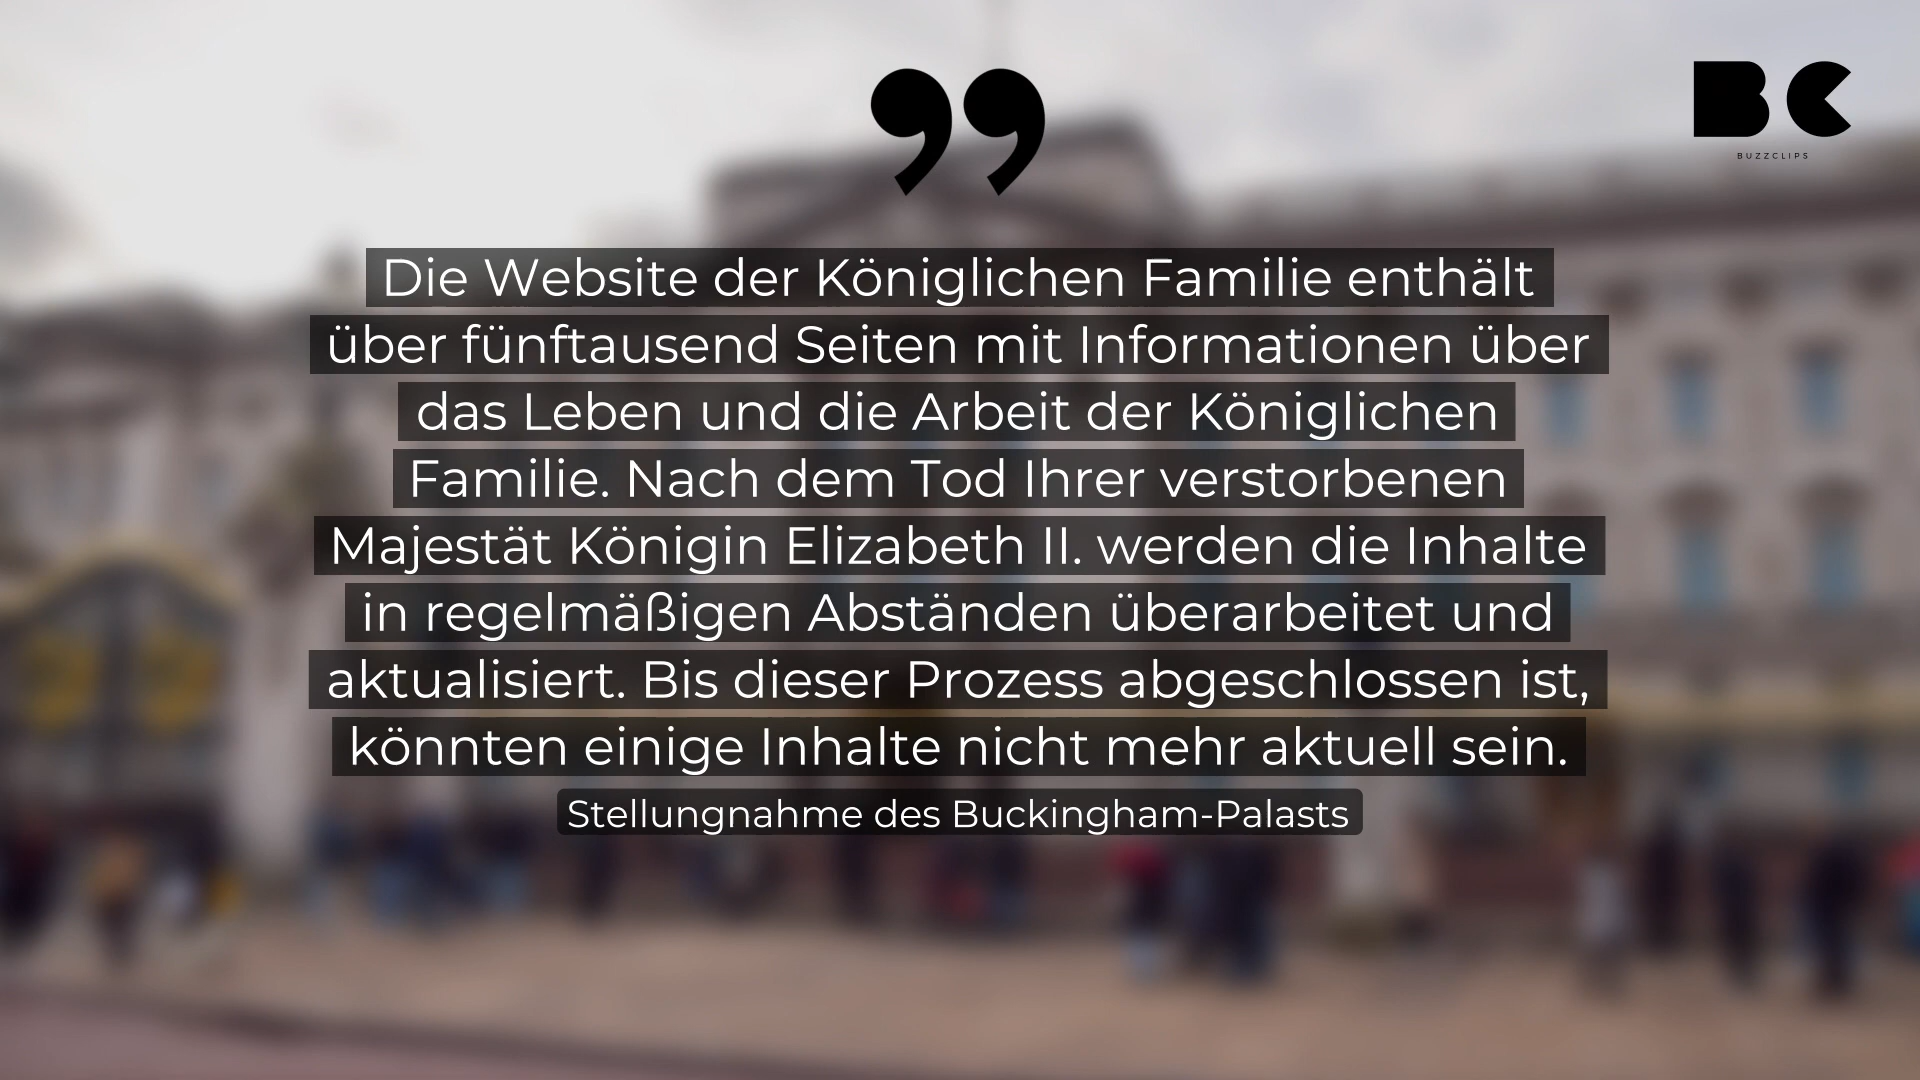 ”
BC
BUZZCLIPS
Die Website der Königlichen Familie enthält
über fünftausend Seiten mit Informationen über
das Leben und die Arbeit der Königlichen
Familie. Nach dem Tod Ihrer verstorbenen
Majestät Königin Elizabeth II. werden die Inhalte
in regelmäßigen Abständen überarbeitet und
aktualisiert. Bis dieser Prozess abgeschlossen ist,
könnten einige Inhalte nicht mehr aktuell sein.
Stellungnahme des Buckingham-Palasts